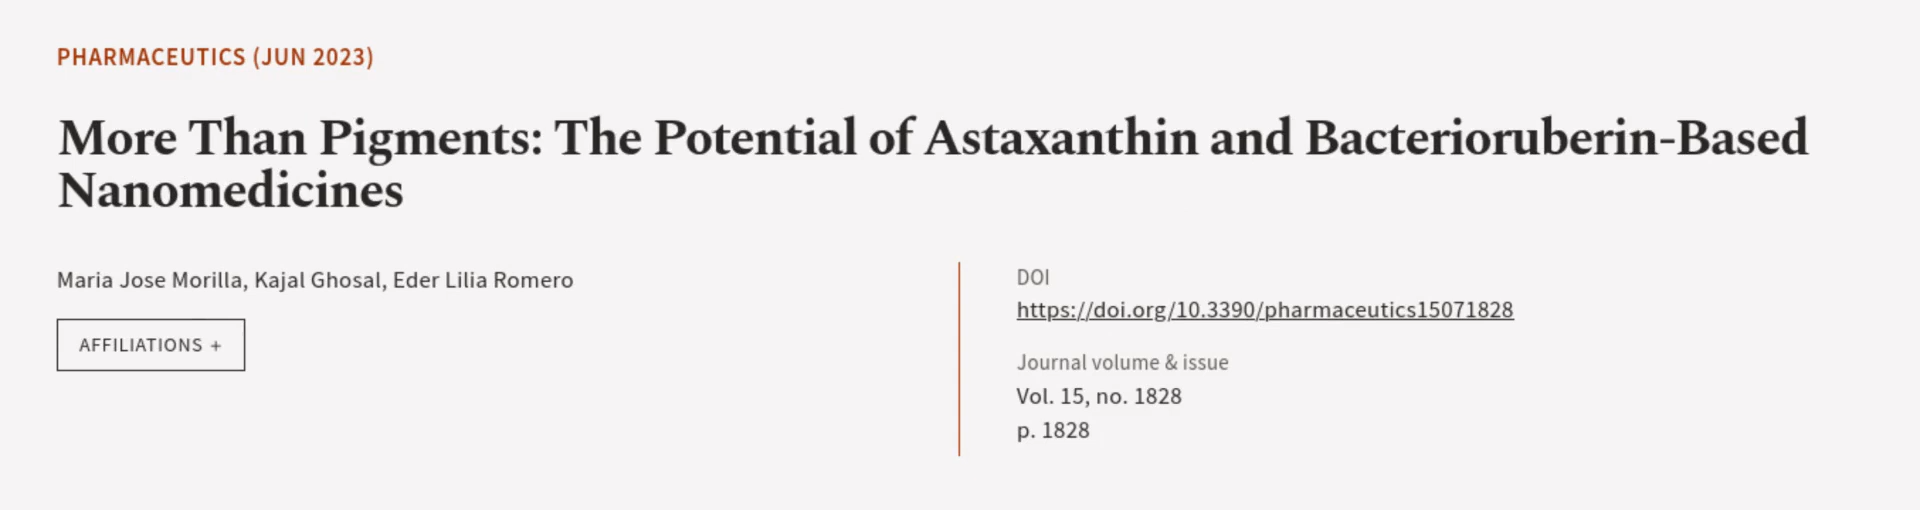 PHARMACEUTICS (JUN 2023)
More Than Pigments: The Potential of Astaxanthin and Bacterioruberin-Based
Nanomedicines
Maria Jose Morilla, Kajal Ghosal, Eder Lilia Romero
AFFILIATIONS +
DOI
https://doi.org/10.3390/pharmaceutics15071828
Journal volume & issue
Vol. 15, no. 1828
p. 1828